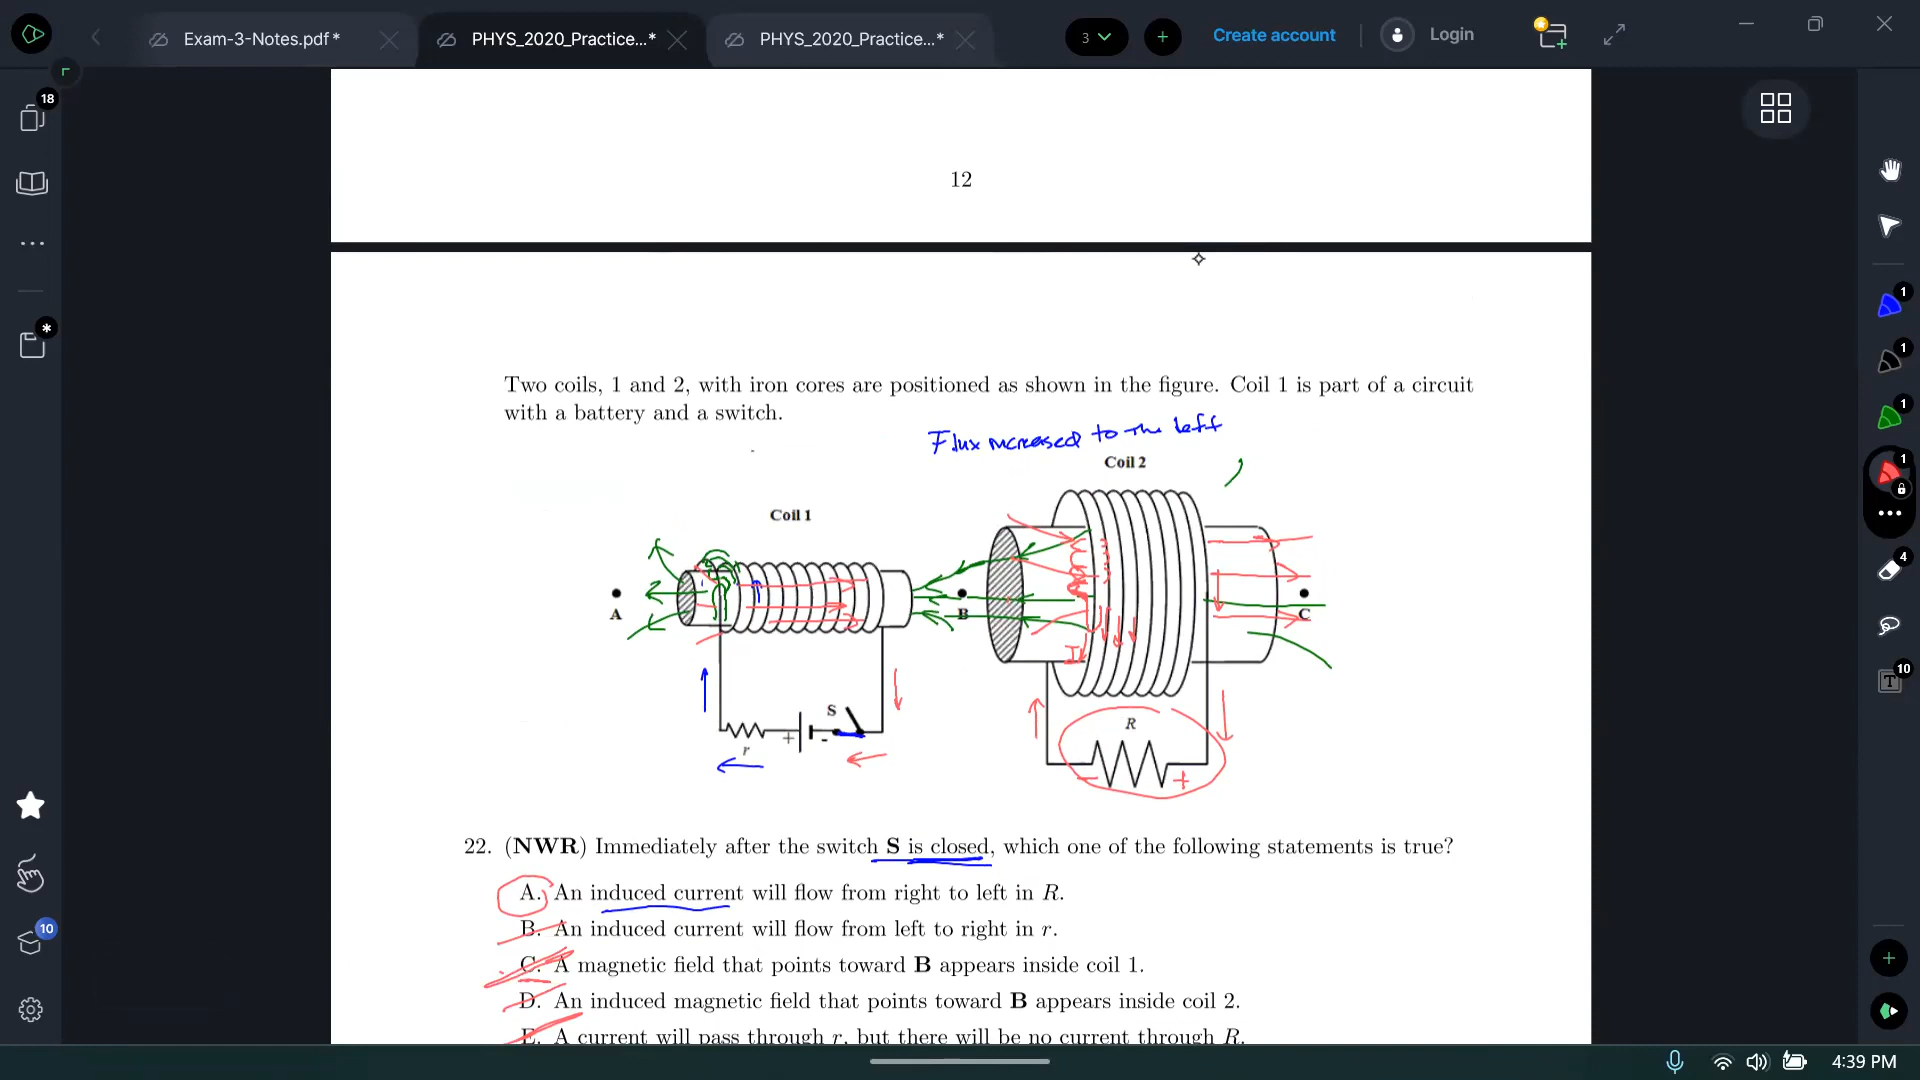 Exam-3-Notes.pdf*
PHYS_2020_Practice...*
PHYS_2020_Practice...*
3
Create account
Login
18
12
Two coils, 1 and 2, with iron cores are positioned as shown in the figure. Coil 1 is part of a circuit
with a battery and a switch.
Flux increased to the left
Coil 2
Coil 1
A
B
C
I
S
r
+
-
R
-
+
22. (NWR) Immediately after the switch S is closed, which one of the following statements is true?
A. An induced current will flow from right to left in R.
B. An induced current will flow from left to right in r.
C. A magnetic field that points toward B appears inside coil 1.
D. An induced magnetic field that points toward B appears inside coil 2.
E. A current will pass through r, but there will be no current through R.
10
1
1
1
1
4
10
T
4:39 PM